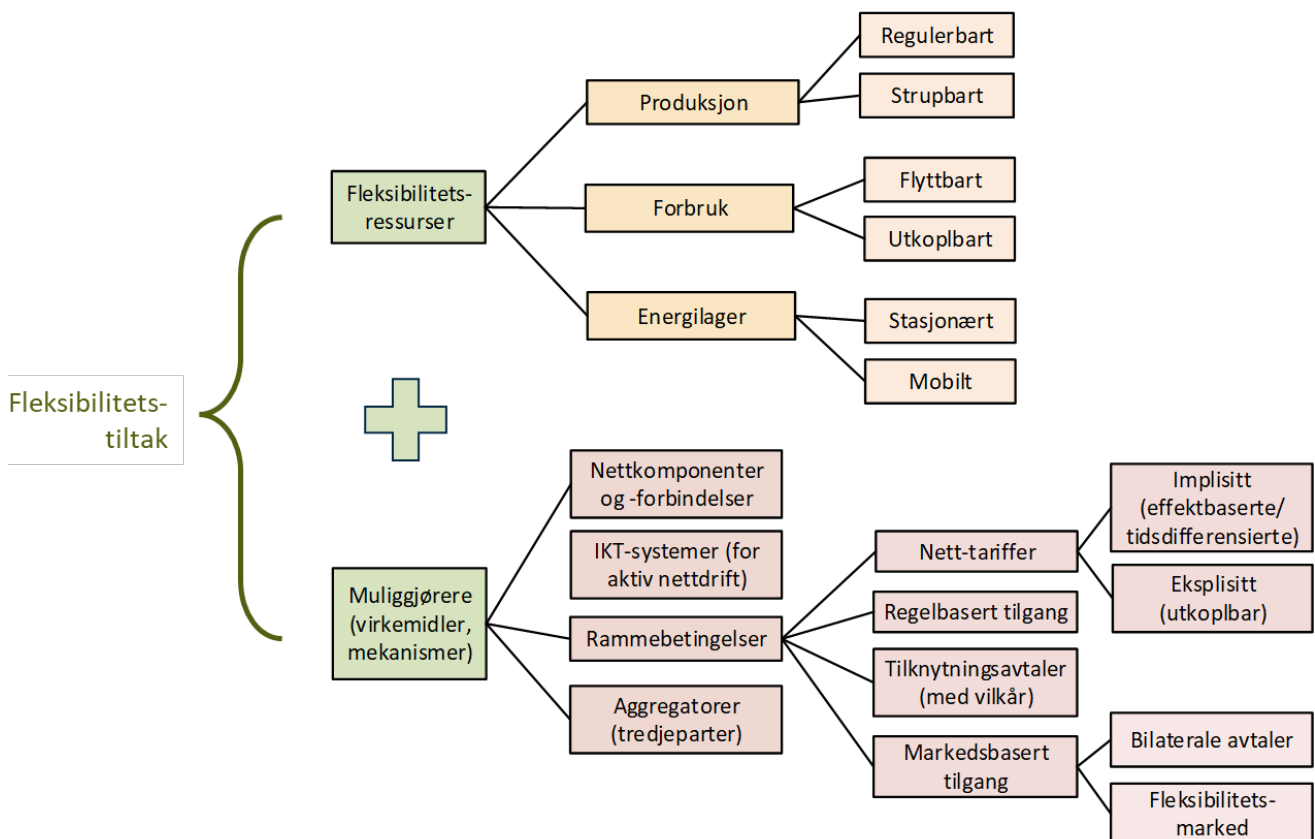 Fleksibilitets-
tiltak
Fleksibilitets-
ressurser
Produksjon
Regulerbart
Strupbart
Forbruk
Flyttbart
Utkoplbart
Energilager
Stasjonært
Mobilt
Muliggjørere
(virkemidler,
mekanismer)
Nettkomponenter
og -forbindelser
IKT-systemer (for
aktiv nettdrift)
Rammebetingelser
Aggregatorer
(tredjeparter)
Nett-tariffer
Implisitt
(effektbaserte/
tidsdifferensierte)
Eksplisitt
(utkoplbar)
Regelbasert tilgang
Tilknytningsavtaler
(med vilkår)
Markedsbasert
tilgang
Bilaterale avtaler
Fleksibilitets-
marked